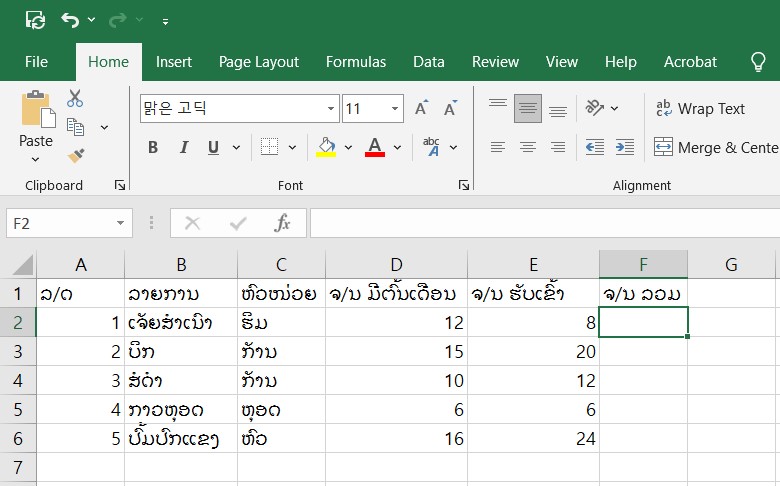 File Home Insert Page Layout Formulas Data Review View Help Acrobat
맑은 고딕 11 A A ab Wrap Text
Paste B I U A abc Merge & Cente
Clipboard Font Alignment
F2 fx
A B C D E F G
1 ລ/ດ ລາຍການ ຫົວໜ່ວຍ ຈ/ນ ມີຕົ້ນເດືອນ ຈ/ນ ຮັບເຂົ້າ ຈ/ນ ລວມ
2 1 ເຈັ້ຍສຳເນົາ ຣິມ 12 8
3 2 ບິກ ກ້ານ 15 20
4 3 ສໍດຳ ກ້ານ 10 12
5 4 ກາວຫຼອດ ຫຼອດ 6 6
6 5 ປຶ້ມປົກແຂງ ຫົວ 16 24
7